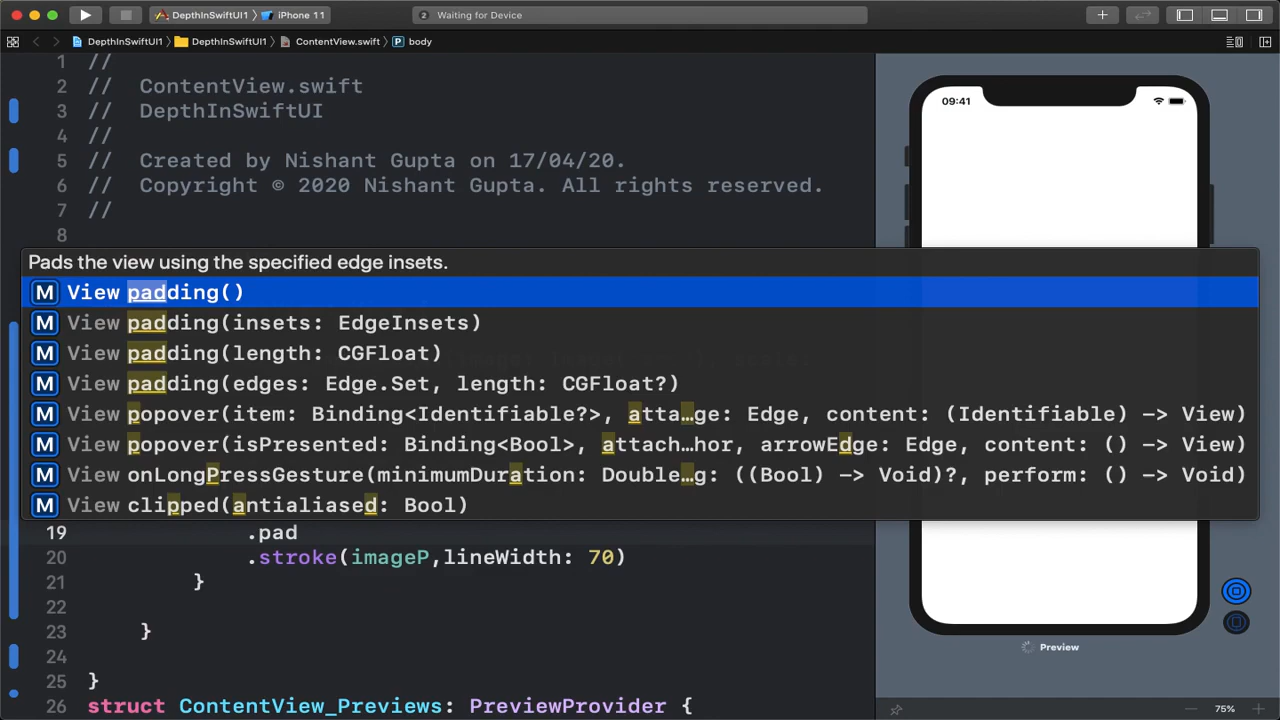 DepthInSwiftUI1 〉 iPhone 11
2 Waiting for Device
DepthInSwiftUI1 〉 DepthInSwiftUI1 〉 ContentView.swift 〉 P body
1 //
2 //  ContentView.swift
3 //  DepthInSwiftUI
4 //
5 //  Created by Nishant Gupta on 17/04/20.
6 //  Copyright © 2020 Nishant Gupta. All rights reserved.
7 //
8
Pads the view using the specified edge insets.
M View padding()
M View padding(insets: EdgeInsets)
M View padding(length: CGFloat)
M View padding(edges: Edge.Set, length: CGFloat?)
M View popover(item: Binding<Identifiable?>, atta…ge: Edge, content: (Identifiable) -> View)
M View popover(isPresented: Binding<Bool>, attach…hor, arrowEdge: Edge, content: () -> View)
M View onLongPressGesture(minimumDuration: Double…g: ((Bool) -> Void)?, perform: () -> Void)
M View clipped(antialiased: Bool)
19 .pad
20 .stroke(imageP,lineWidth: 70)
21 }
22
23 }
24
25 }
26 struct ContentView_Previews: PreviewProvider {
09:41
Preview
75%